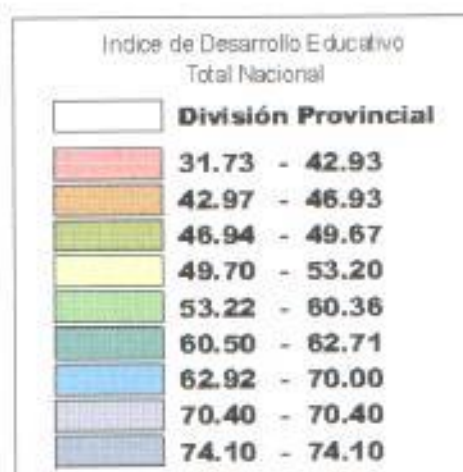 Indice de Desarrollo Educativo
Total Nacional
División Provincial
31.73 - 42.93
42.97 - 46.93
46.94 - 49.67
49.70 - 53.20
53.22 - 60.36
60.50 - 62.71
62.92 - 70.00
70.40 - 70.40
74.10 - 74.10